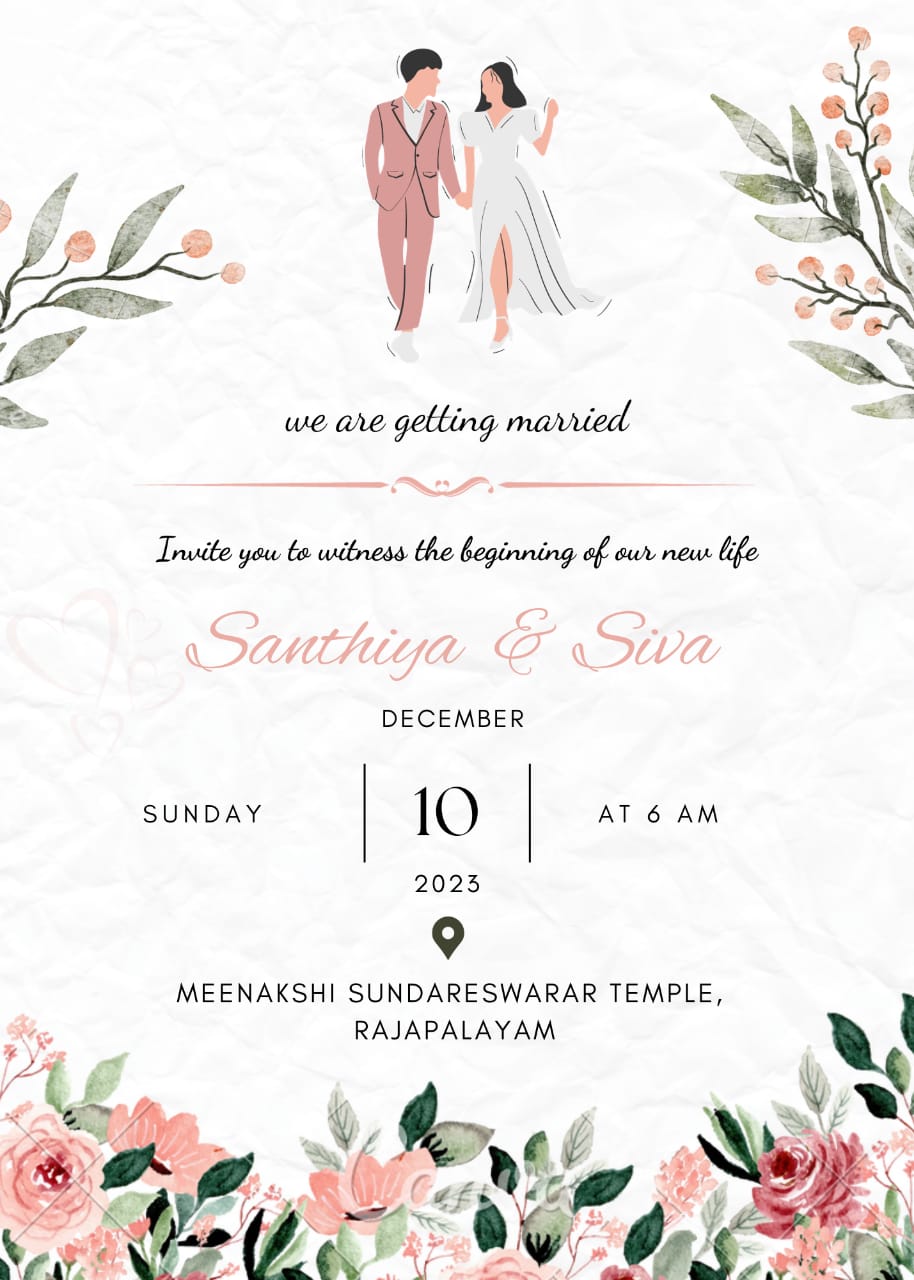 we are getting married
Invite you to witness the beginning of our new life
Santhiya & Siva
DECEMBER
SUNDAY
10
AT 6 AM
2023
MEENAKSHI SUNDARESWARAR TEMPLE,
RAJAPALAYAM